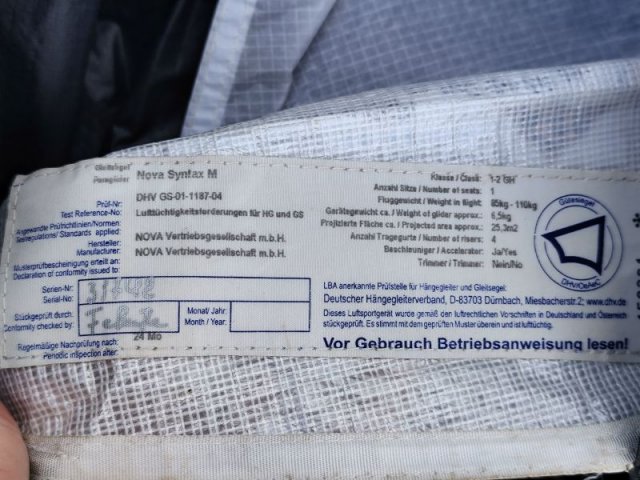 Gleitsegel/
Paraglider Nova Syntax M
Prüf-Nr: DHV GS-01-1187-04
Test Reference-No:
Angewandte Prüfrichtlinien/Normen: Lufttüchtigkeitsforderungen für HG und GS
Testregulations/ Standards applied:
Hersteller NOVA Vertriebsgesellschaft m.b.H.
Manufacturer: NOVA Vertriebsgesellschaft m.b.H.
Musterprüfbescheinigung erteilt an:
Declaration of conformity issued to:
Serien-Nr:
Serial-No:
Stückgeprüft durch: Monat/ Jahr:
Conformity checked by: Month / Year:
Regelmäßige Nachprüfung nach: 24 Mo
Periodic inspection after:
Klasse / Class: 1-2 GH
Anzahl Sitze / Number of seats: 1
Fluggewicht / Weight in flight: 85kg - 110kg
Gerätegewicht ca. / Weight of glider approx.: 6,5kg
Projizierte Fläche ca. / Projected area approx.: 25,3m2
Anzahl Tragegurte / Number of risers: 4
Beschleuniger / Accelerator: Ja/Yes
Trimmer / Trimmer: Nein/No
Gütesiegel
DHV/OeAeC
LBA anerkannte Prüfstelle für Hängegleiter und Gleitsegel:
Deutscher Hängegleiterverband, D-83703 Dürnbach, Miesbacherstr.2; www.dhv.de
Dieses Luftsportgerät wurde gemäß den luftrechtlichen Vorschriften in Deutschland und Österreich
stückgeprüft. Es stimmt mit dem geprüften Muster überein und ist lufttüchtig.
Vor Gebrauch Betriebsanweisung lesen!